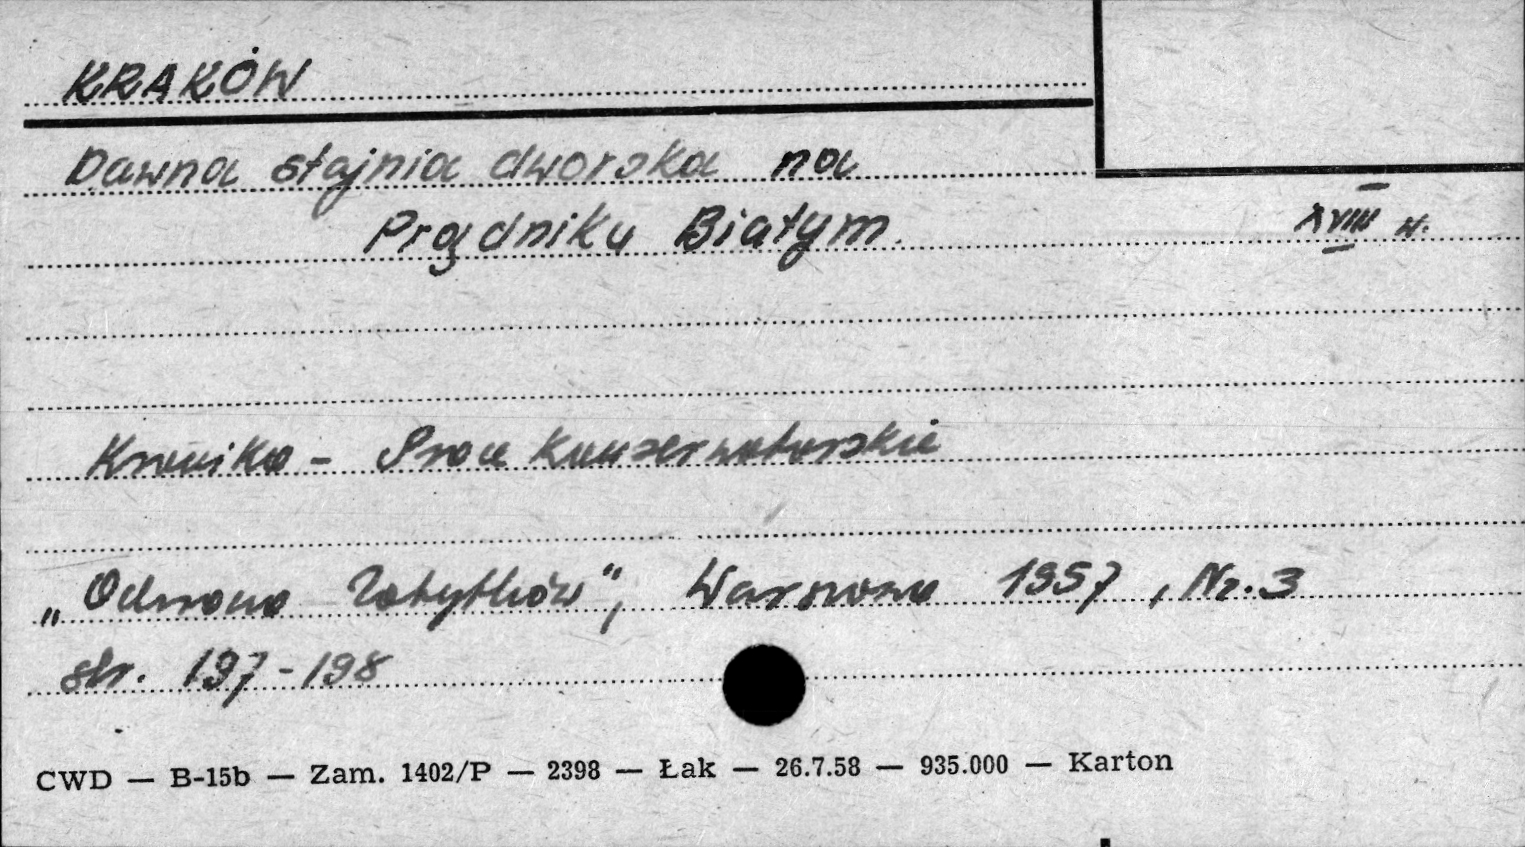 KRAKÓW
Dawna stajnia dworska na
Prądniku Białym
XVIII w.
Kronika - Prace konserwatorskie
„Ochrona Zabytków”, Warszawa 1957, Nr. 3
str. 197-198
CWD — B-15b — Zam. 1402/P — 2398 — Łak — 26.7.58 — 935.000 — Karton